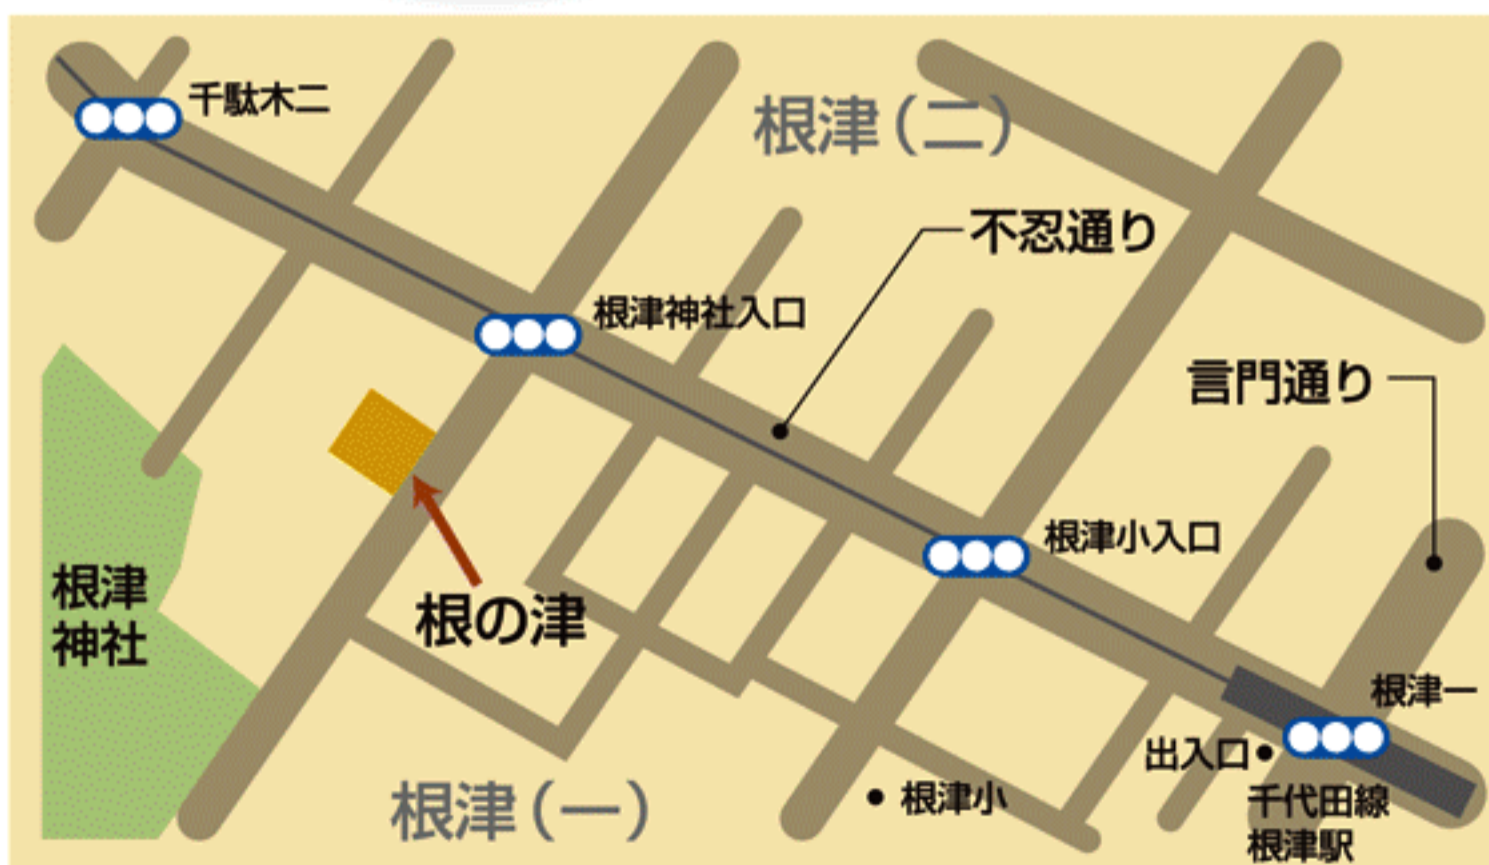 千駄木二
根津（二）
不忍通り
根津神社入口
言門通り
根津小入口
根津
神社
根の津
根津一
出入口
千代田線
根津駅
根津小
根津（一）